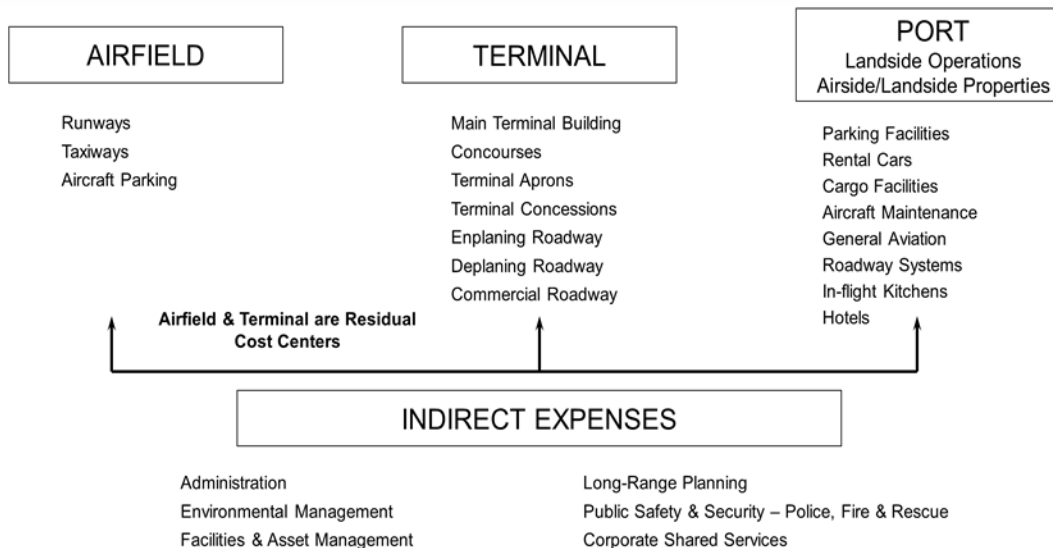 AIRFIELD
Runways
Taxiways
Aircraft Parking
TERMINAL
Main Terminal Building
Concourses
Terminal Aprons
Terminal Concessions
Enplaning Roadway
Deplaning Roadway
Commercial Roadway
PORT
Landside Operations
Airside/Landside Properties
Parking Facilities
Rental Cars
Cargo Facilities
Aircraft Maintenance
General Aviation
Roadway Systems
In-flight Kitchens
Hotels
Airfield & Terminal are Residual
Cost Centers
INDIRECT EXPENSES
Administration
Environmental Management
Facilities & Asset Management
Long-Range Planning
Public Safety & Security – Police, Fire & Rescue
Corporate Shared Services